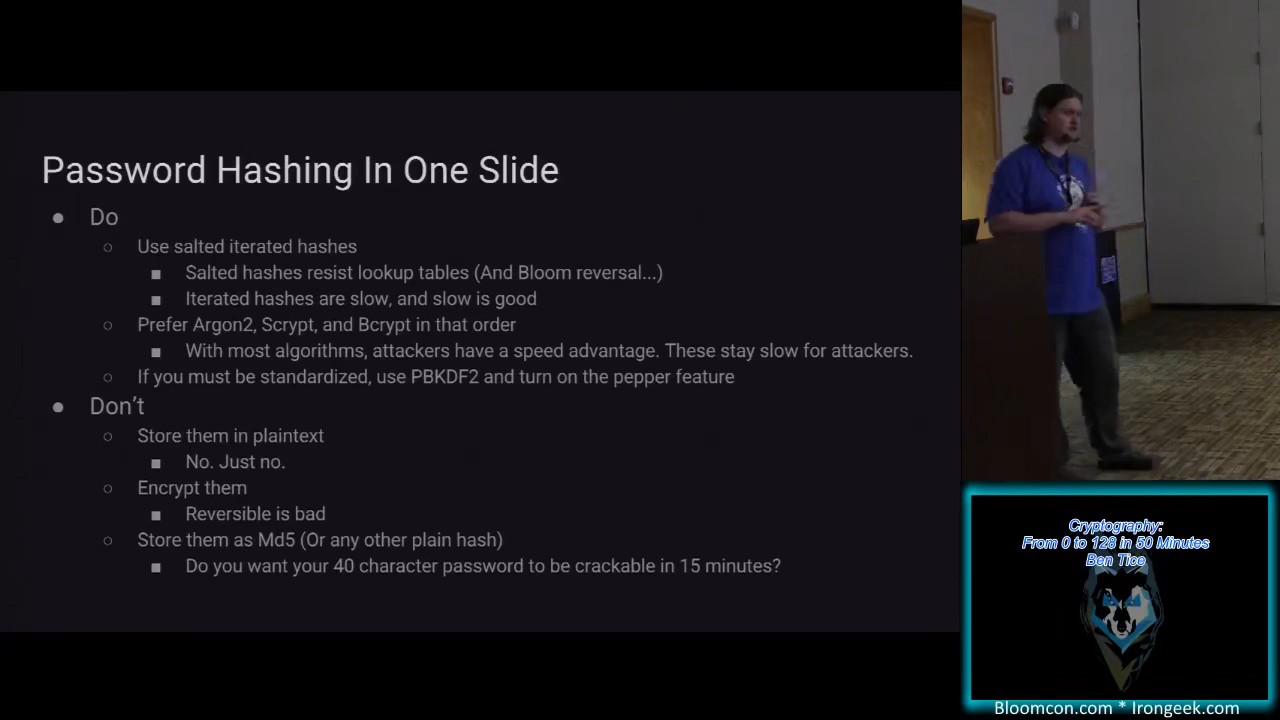 Password Hashing In One Slide
Do
Use salted iterated hashes
Salted hashes resist lookup tables (And Bloom reversal...)
Iterated hashes are slow, and slow is good
Prefer Argon2, Scrypt, and Bcrypt in that order
With most algorithms, attackers have a speed advantage. These stay slow for attackers.
If you must be standardized, use PBKDF2 and turn on the pepper feature
Don’t
Store them in plaintext
No. Just no.
Encrypt them
Reversible is bad
Store them as Md5 (Or any other plain hash)
Do you want your 40 character password to be crackable in 15 minutes?
Cryptography:
From 0 to 128 in 50 Minutes
Ben Tice
Bloomcon.com * Irongeek.com